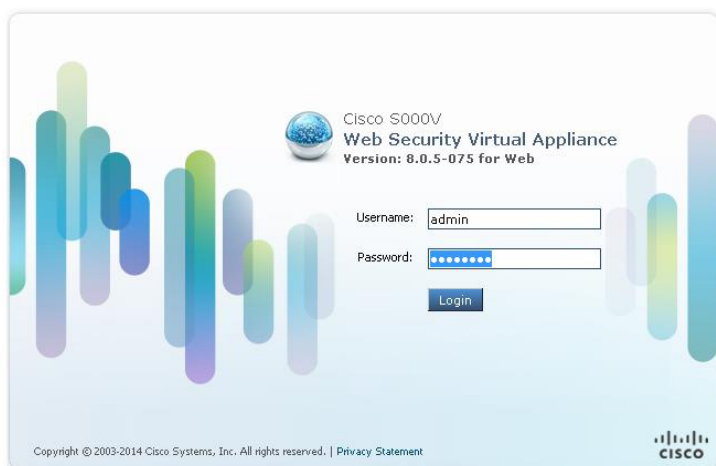 Cisco S000V
Web Security Virtual Appliance
Version: 8.0.5-075 for Web
Username: admin
Password: ••••••••
Login
Copyright © 2003-2014 Cisco Systems, Inc. All rights reserved. | Privacy Statement
CISCO